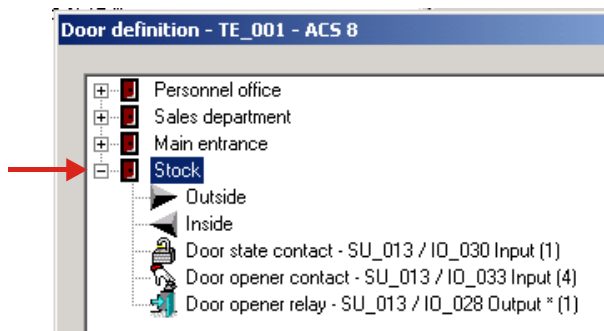 Door definition - TE_001 - ACS 8
Personnel office
Sales department
Main entrance
Stock
Outside
Inside
Door state contact - SU_013 / IO_030 Input (1)
Door opener contact - SU_013 / IO_033 Input (4)
Door opener relay - SU_013 / IO_028 Output * (1)